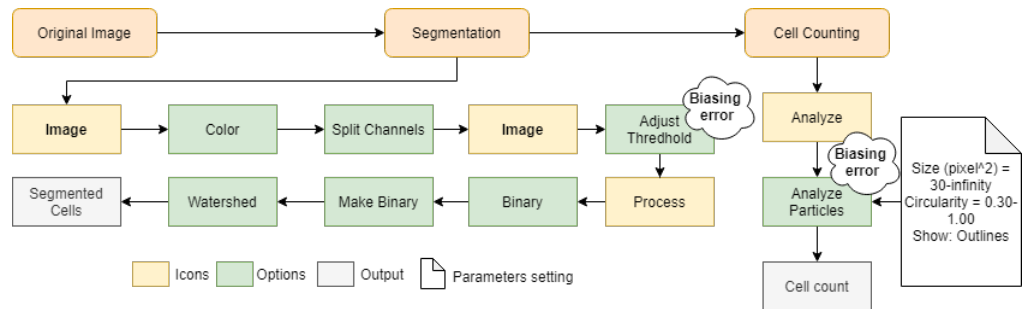 Original Image
Segmentation
Cell Counting
Image
Color
Split Channels
Image
Adjust
Thredhold
Biasing
error
Analyze
Biasing
error
Size (pixel^2) =
30-infinity
Circularity = 0.30-
1.00
Show: Outlines
Segmented
Cells
Watershed
Make Binary
Binary
Process
Analyze
Particles
Cell count
Icons
Options
Output
Parameters setting